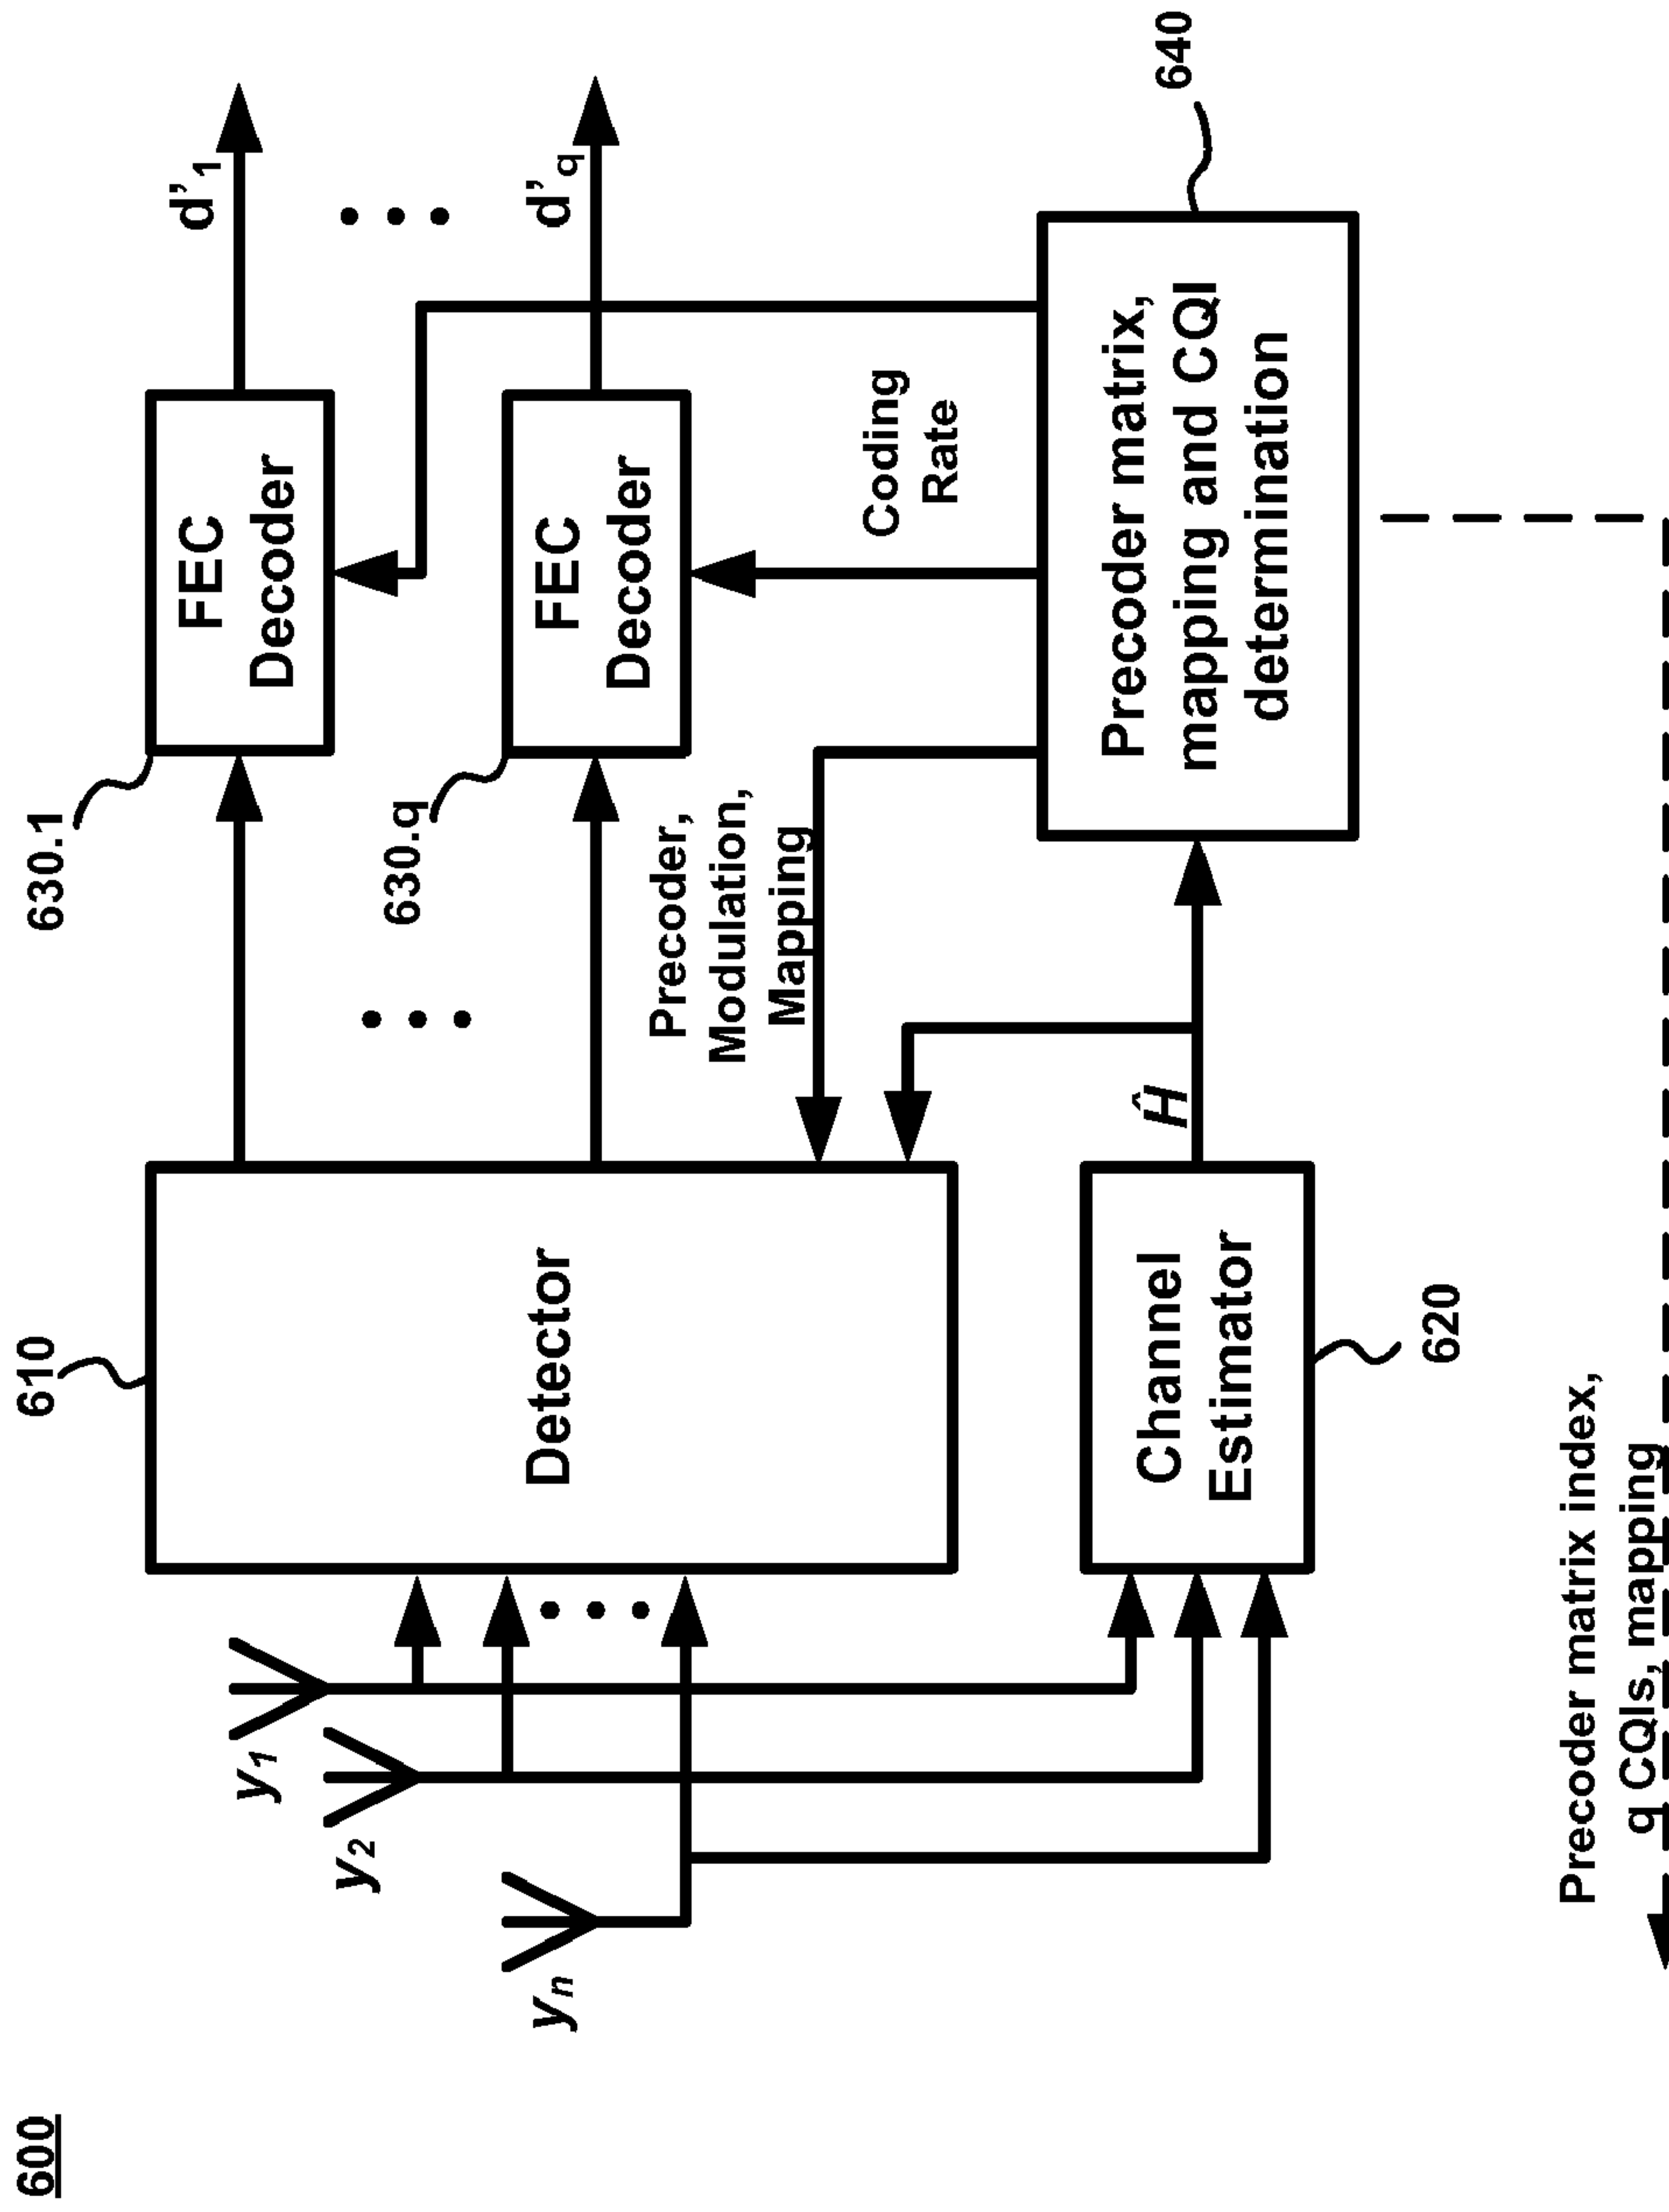 600
610
630.1
630.q
y1
y2
yn
Detector
FEC
Decoder
d'1
FEC
Decoder
d'q
Precoder,
Modulation,
Mapping
Coding
Rate
Channel
Estimator
620
Ĥ
Precoder matrix,
mapping and CQI
determination
640
Precoder matrix index,
q CQIs, mapping